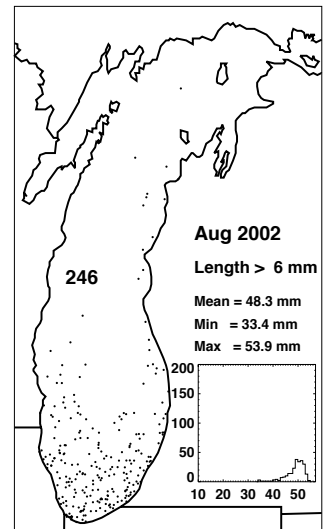 Aug 2002
Length > 6 mm
246
Mean = 48.3 mm
Min = 33.4 mm
Max = 53.9 mm
200
150
100
50
0
10 20 30 40 50